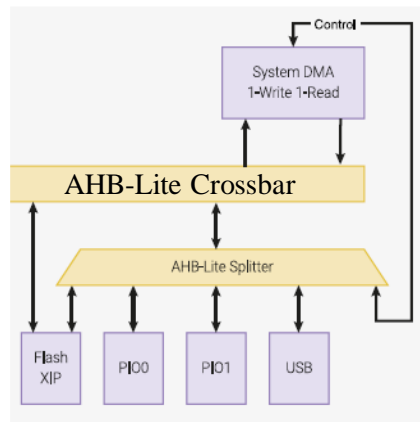 Control
System DMA
1-Write 1-Read
AHB-Lite Crossbar
AHB-Lite Splitter
Flash
XIP
PIO0
PIO1
USB